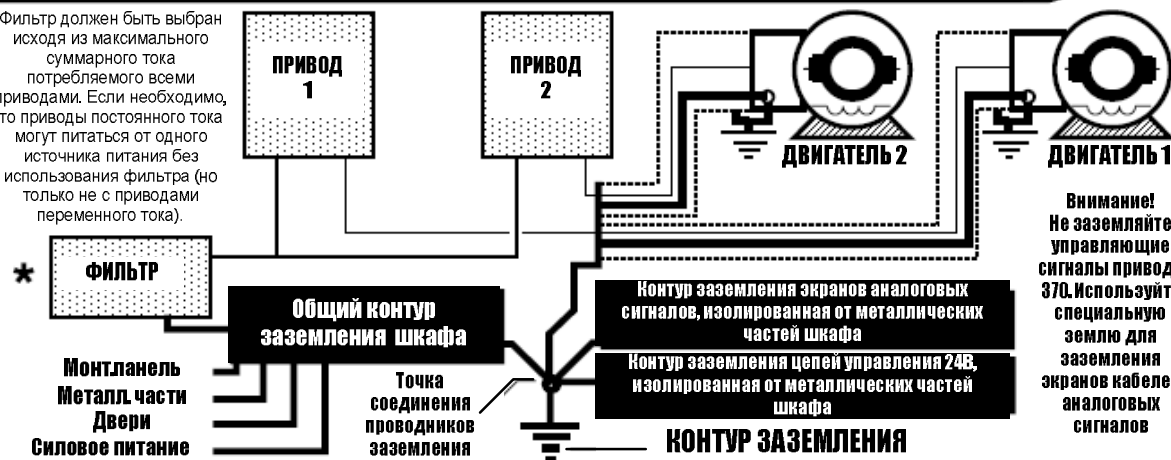 Фильтр должен быть выбран
исходя из максимального
суммарного тока
потребляемого всеми
приводами. Если необходимо,
то приводы постоянного тока
могут питаться от одного
источника питания без
использования фильтра (но
только не с приводами
переменного тока).
ПРИВОД
1
ПРИВОД
2
ДВИГАТЕЛЬ 2
ДВИГАТЕЛЬ 1
* ФИЛЬТР
Общий контур
заземления шкафа
Монт.панель
Металл. части
Двери
Силовое питание
Точка
соединения
проводников
заземления
Контур заземления экранов аналоговых
сигналов, изолированная от металлических
частей шкафа
Контур заземления цепей управления 24В,
изолированная от металлических частей
шкафа
КОНТУР ЗАЗЕМЛЕНИЯ
Внимание!
Не заземляйте
управляющие
сигналы привод
370. Используйт
специальную
землю для
заземления
экранов кабеле
аналоговых
сигналов